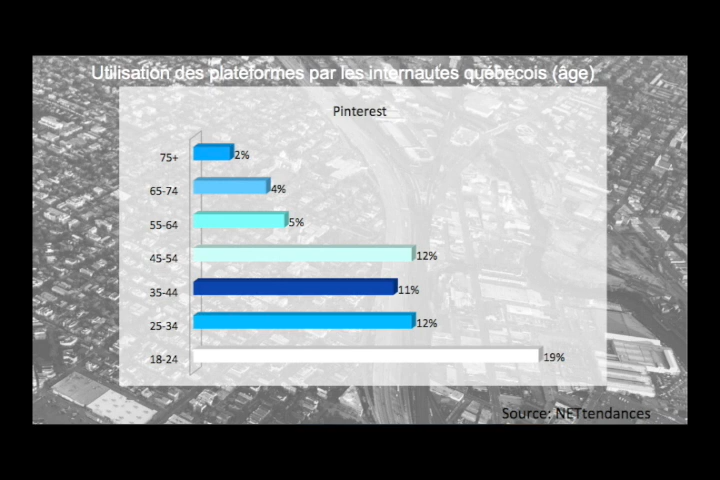 Utilisation des plateformes par les internautes québécois (âge)
Pinterest
75+ 2%
65-74 4%
55-64 5%
45-54 12%
35-44 11%
25-34 12%
18-24 19%
Source: NETtendances